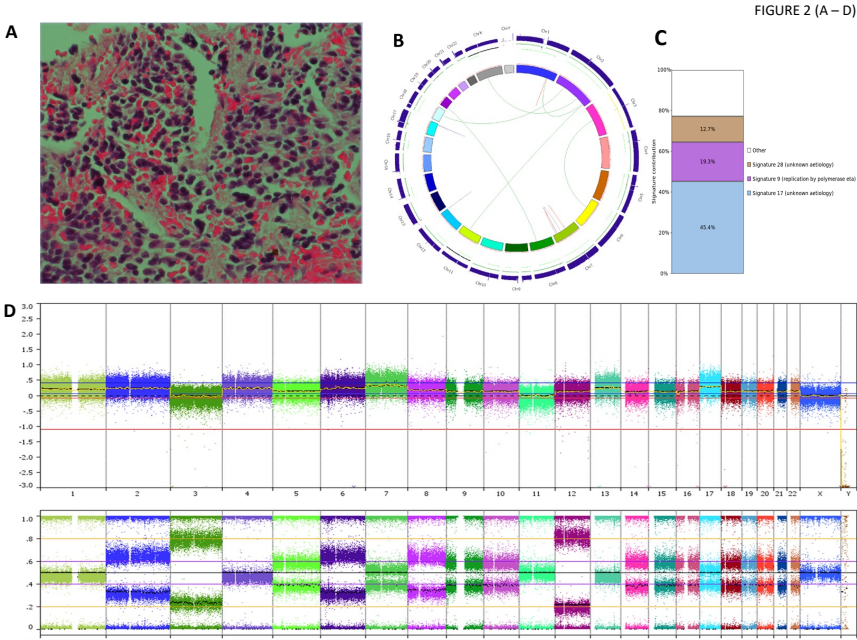 FIGURE 2 (A – D)
A
B
C
100%
80%
60%
40%
20%
0%
Signature contribution
12.7%
19.3%
45.4%
Other
Signature 28 (unknown aetiology)
Signature 9 (replication by polymerase eta)
Signature 17 (unknown aetiology)
D
3.0
2.5
2.0
1.5
1.0
.5
0
-.5
-1.0
-1.5
-2.0
-2.5
-3.0
1 2 3 4 5 6 7 8 9 10 11 12 13 14 15 16 17 18 19 20 21 22 X Y
1.0
.8
.6
.4
.2
0